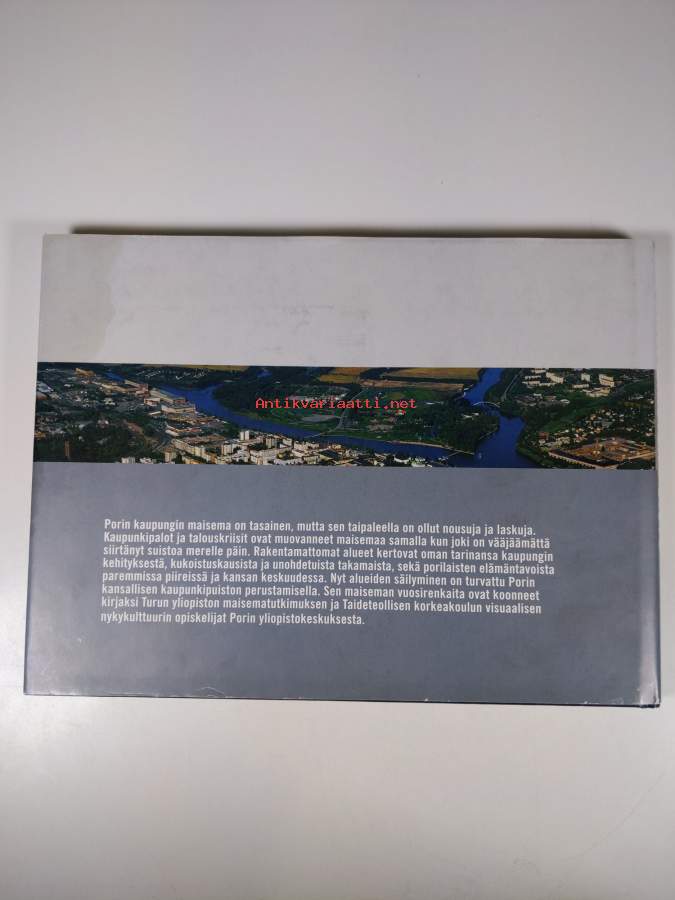 Antikvariaatti.net
Porin kaupungin maisema on tasainen, mutta sen taipaleella on ollut nousuja ja laskuja.
Kaupunkipalot ja talouskriisit ovat muovanneet maisemaa samalla kun joki on vääjäämättä
siirtänyt suistoa merelle päin. Rakentamattomat alueet kertovat oman tarinansa kaupungin
kehityksestä, kukoistuskausista ja unohdetuista takamaista, sekä porilaisten elämäntavoista
paremmissa piireissä ja kansan keskuudessa. Nyt alueiden säilyminen on turvattu Porin
kansallisen kaupunkipuiston perustamisella. Sen maiseman vuosirenkaita ovat koonneet
kirjaksi Turun yliopiston maisematutkimuksen ja Taideteollisen korkeakoulun visuaalisen
nykykulttuurin opiskelijat Porin yliopistokeskuksesta.